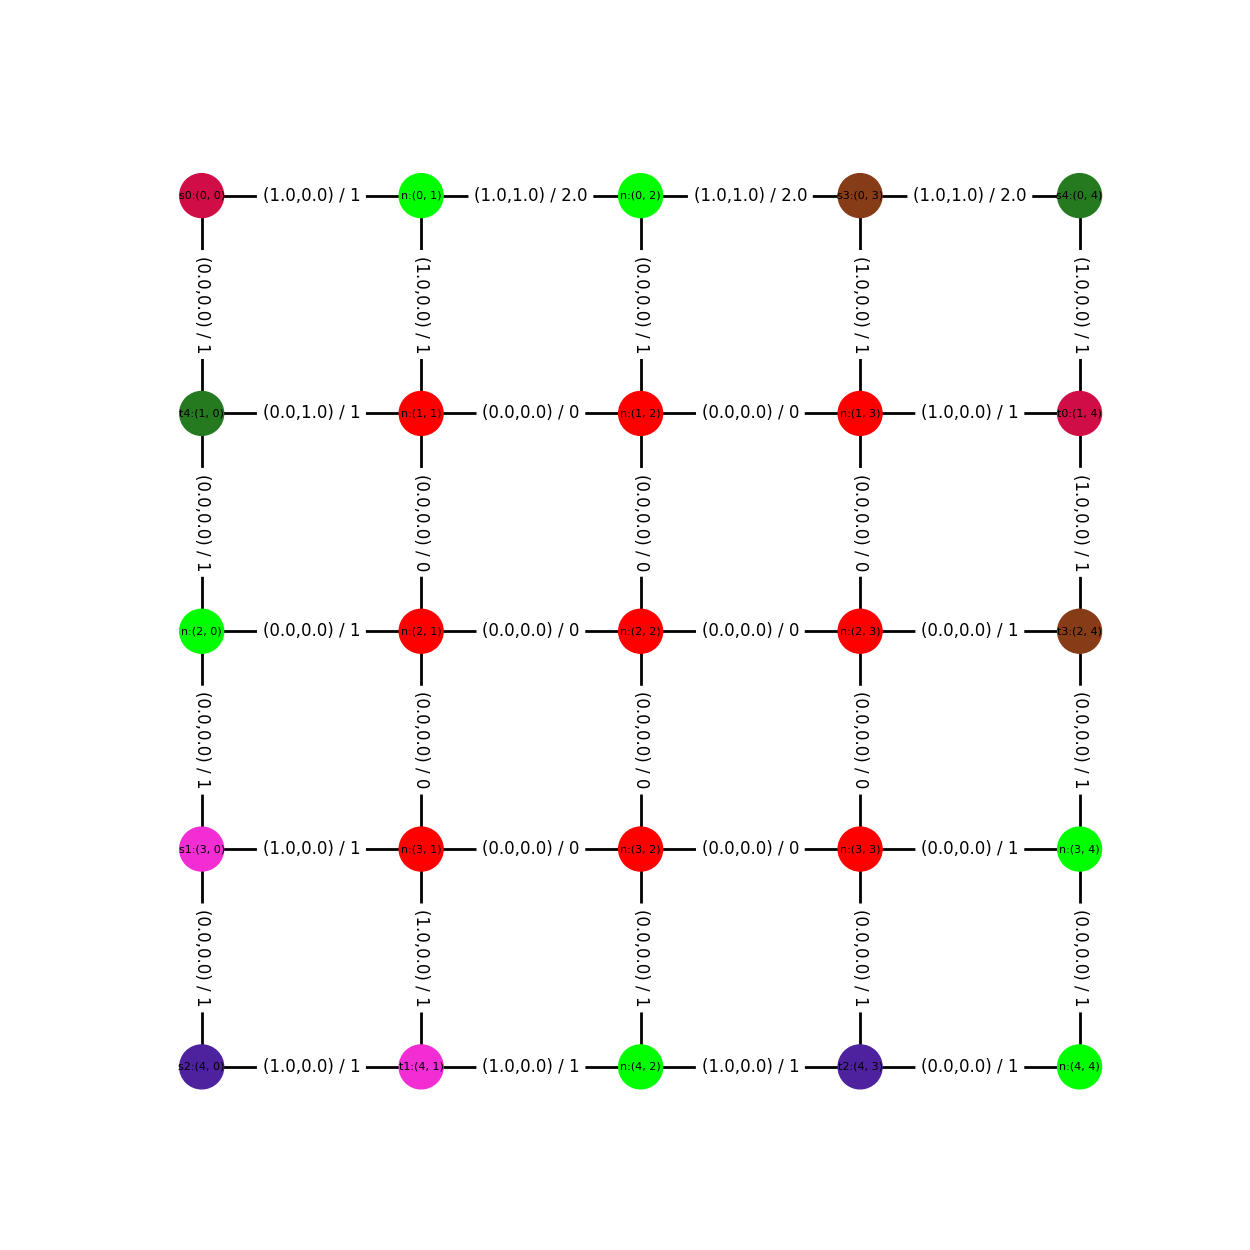 s0:(0, 0) (1.0,0.0) / 1 n:(0, 1) (1.0,1.0) / 2.0 n:(0, 2) (1.0,1.0) / 2.0 s3:(0, 3) (1.0,1.0) / 2.0 s4:(0, 4)
(0.0,0.0) / 1 (1.0,0.0) / 1 (0.0,0.0) / 1 (1.0,0.0) / 1 (1.0,0.0) / 1
t4:(1, 0) (0.0,1.0) / 1 n:(1, 1) (0.0,0.0) / 0 n:(1, 2) (0.0,0.0) / 0 n:(1, 3) (1.0,0.0) / 1 t0:(1, 4)
(0.0,0.0) / 1 (0.0,0.0) / 0 (0.0,0.0) / 0 (0.0,0.0) / 0 (1.0,0.0) / 1
n:(2, 0) (0.0,0.0) / 1 n:(2, 1) (0.0,0.0) / 0 n:(2, 2) (0.0,0.0) / 0 n:(2, 3) (0.0,0.0) / 1 t3:(2, 4)
(0.0,0.0) / 1 (0.0,0.0) / 0 (0.0,0.0) / 0 (0.0,0.0) / 0 (0.0,0.0) / 1
s1:(3, 0) (1.0,0.0) / 1 n:(3, 1) (0.0,0.0) / 0 n:(3, 2) (0.0,0.0) / 0 n:(3, 3) (0.0,0.0) / 1 n:(3, 4)
(0.0,0.0) / 1 (1.0,0.0) / 1 (0.0,0.0) / 1 (0.0,0.0) / 1 (0.0,0.0) / 1
s2:(4, 0) (1.0,0.0) / 1 t1:(4, 1) (1.0,0.0) / 1 n:(4, 2) (1.0,0.0) / 1 t2:(4, 3) (0.0,0.0) / 1 n:(4, 4)